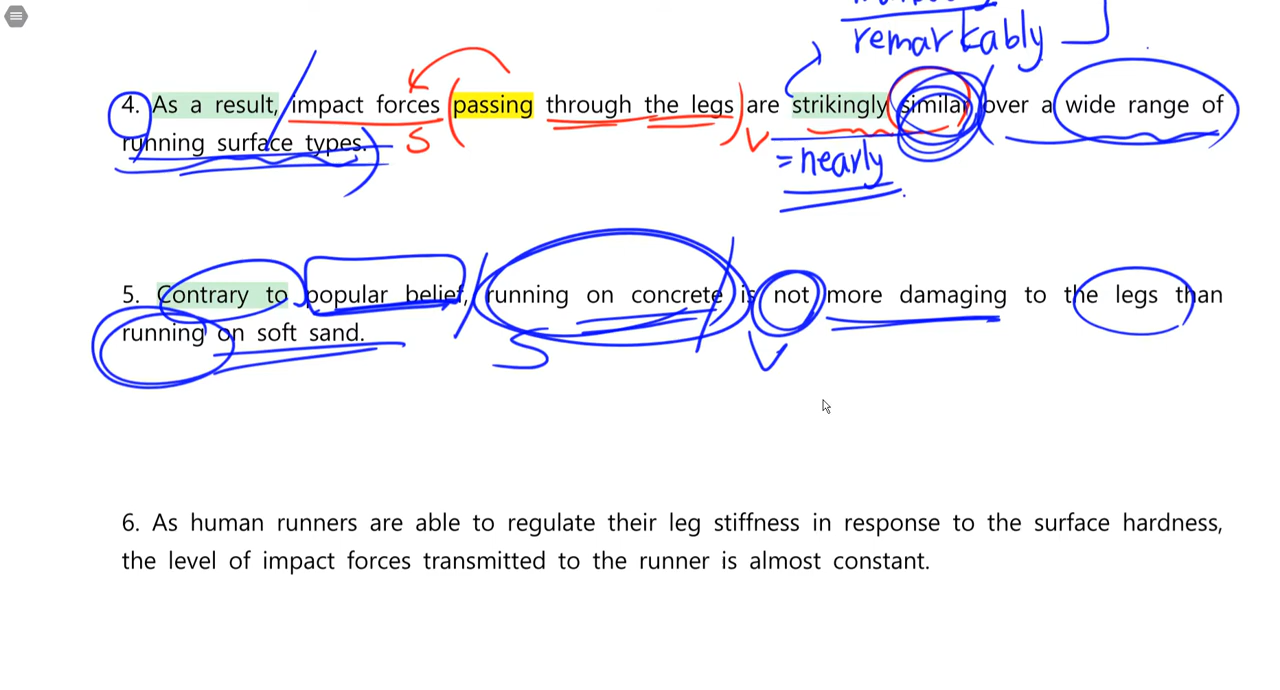 remarkably
4. As a result, impact forces passing through the legs are strikingly similar over a wide range of
running surface types.
S
V
= nearly
5. Contrary to popular belief, running on concrete is not more damaging to the legs than
running on soft sand.
S
V
6. As human runners are able to regulate their leg stiffness in response to the surface hardness,
the level of impact forces transmitted to the runner is almost constant.